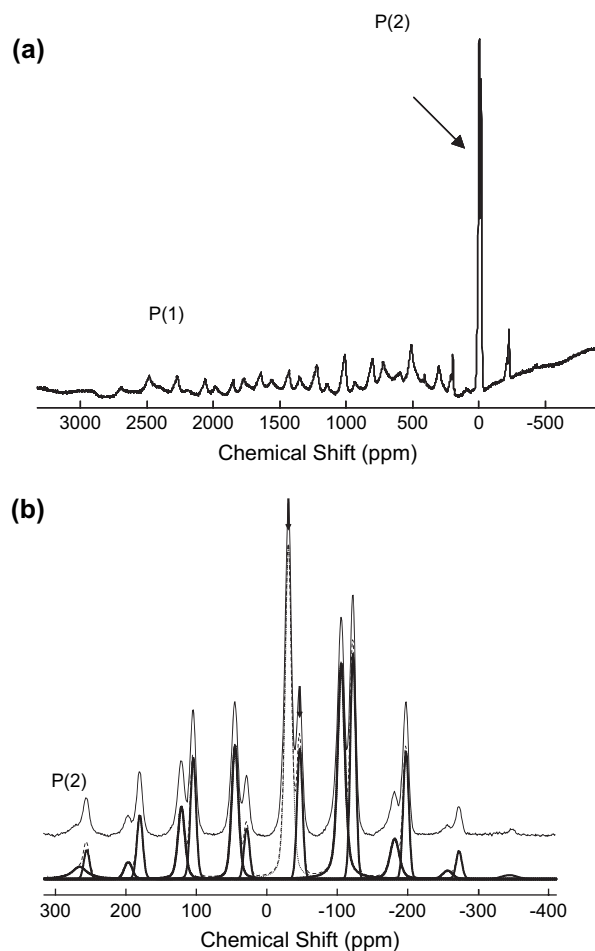 P(2)
(a)
P(1)
3000 2500 2000 1500 1000 500 0 -500
Chemical Shift (ppm)
(b)
P(2)
300 200 100 0 -100 -200 -300 -400
Chemical Shift (ppm)